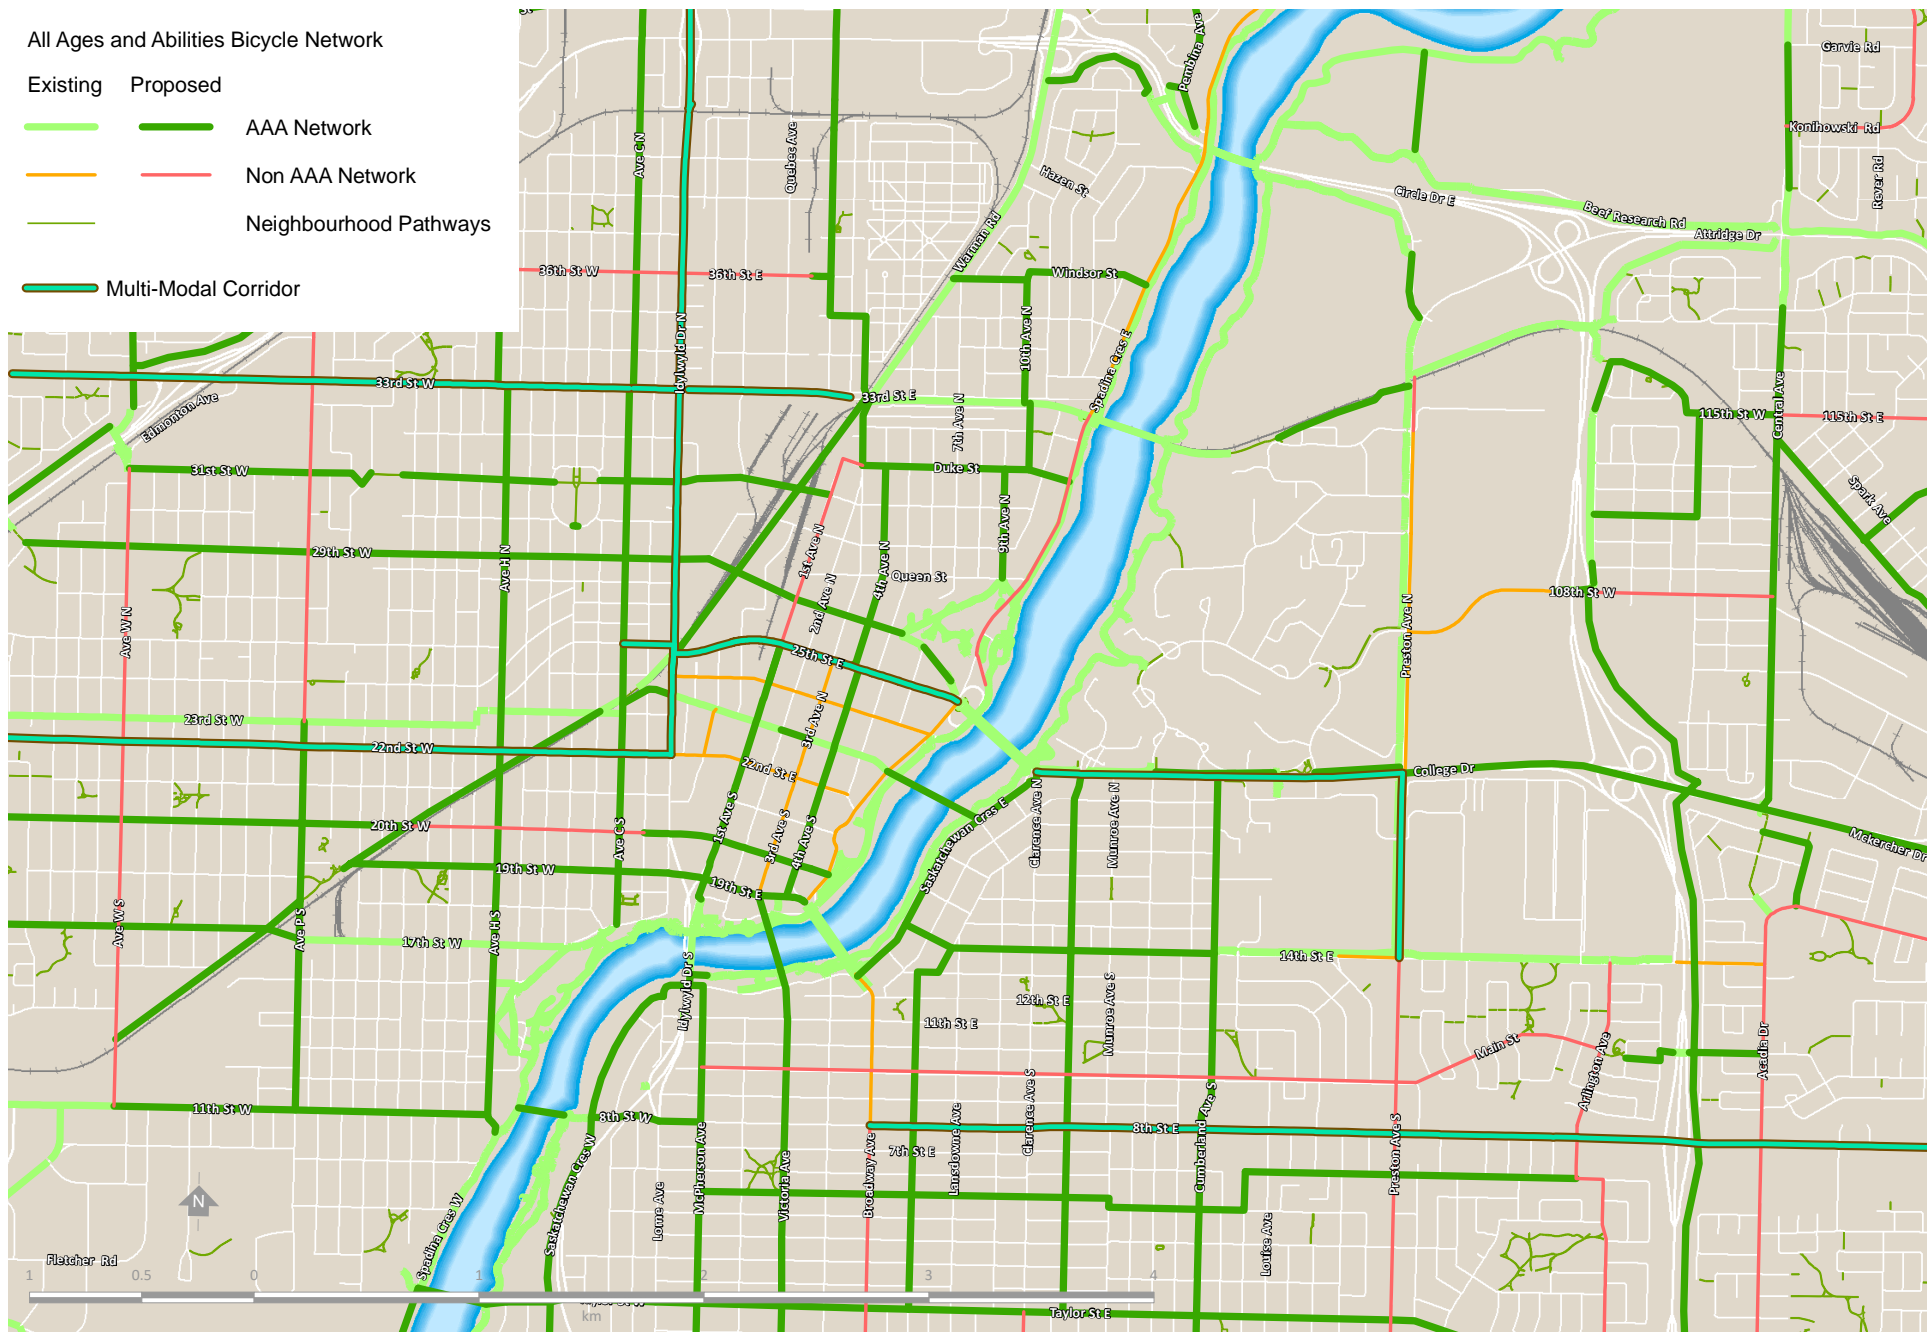 All Ages and Abilities Bicycle Network
Existing Proposed
AAA Network
Non AAA Network
Neighbourhood Pathways
Multi-Modal Corridor
St
Pembina Ave
Garvie Rd
Konihowski Rd
Rever Rd
Ave C N
Quebec Ave
Hazen St
Circle Dr E
Beef Research Rd
Attridge Dr
Warman Rd
36th St W
36th St E
Windsor St
Idylwyld Dr N
10th Ave N
Spadina Cres E
33rd St W
33rd St E
Edmonton Ave
7th Ave N
115th St W
115th St E
Central Ave
31st St W
Duke St
Spark Ave
9th Ave N
29th St W
Ave H N
1st Ave N
4th Ave N
Queen St
2nd Ave N
108th St W
Ave W N
Preston Ave N
25th St E
23rd St W
3rd Ave N
22nd St W
22nd St E
College Dr
20th St W
Ave C S
1st Ave S
3rd Ave S
4th Ave S
Saskatchewan Cres E
Clarence Ave N
Munroe Ave N
Mckercher Dr
19th St W
19th St E
Ave W S
Ave P S
Ave H S
17th St W
14th St E
Idylwyld Dr S
12th St E
11th St E
Munroe Ave S
Main St
Arlington Ave
Acadia Dr
11th St W
8th St W
Clarence Ave S
Cumberland Ave S
8th St E
Preston Ave S
7th St E
Lansdowne Ave
Broadway Ave
Victoria Ave
McPherson Ave
Saskatchewan Cres W
Lorne Ave
Louise Ave
N
Spadina Cres W
Fletcher Rd
1 0.5 0 1 2 3 4
km
Taylor St E